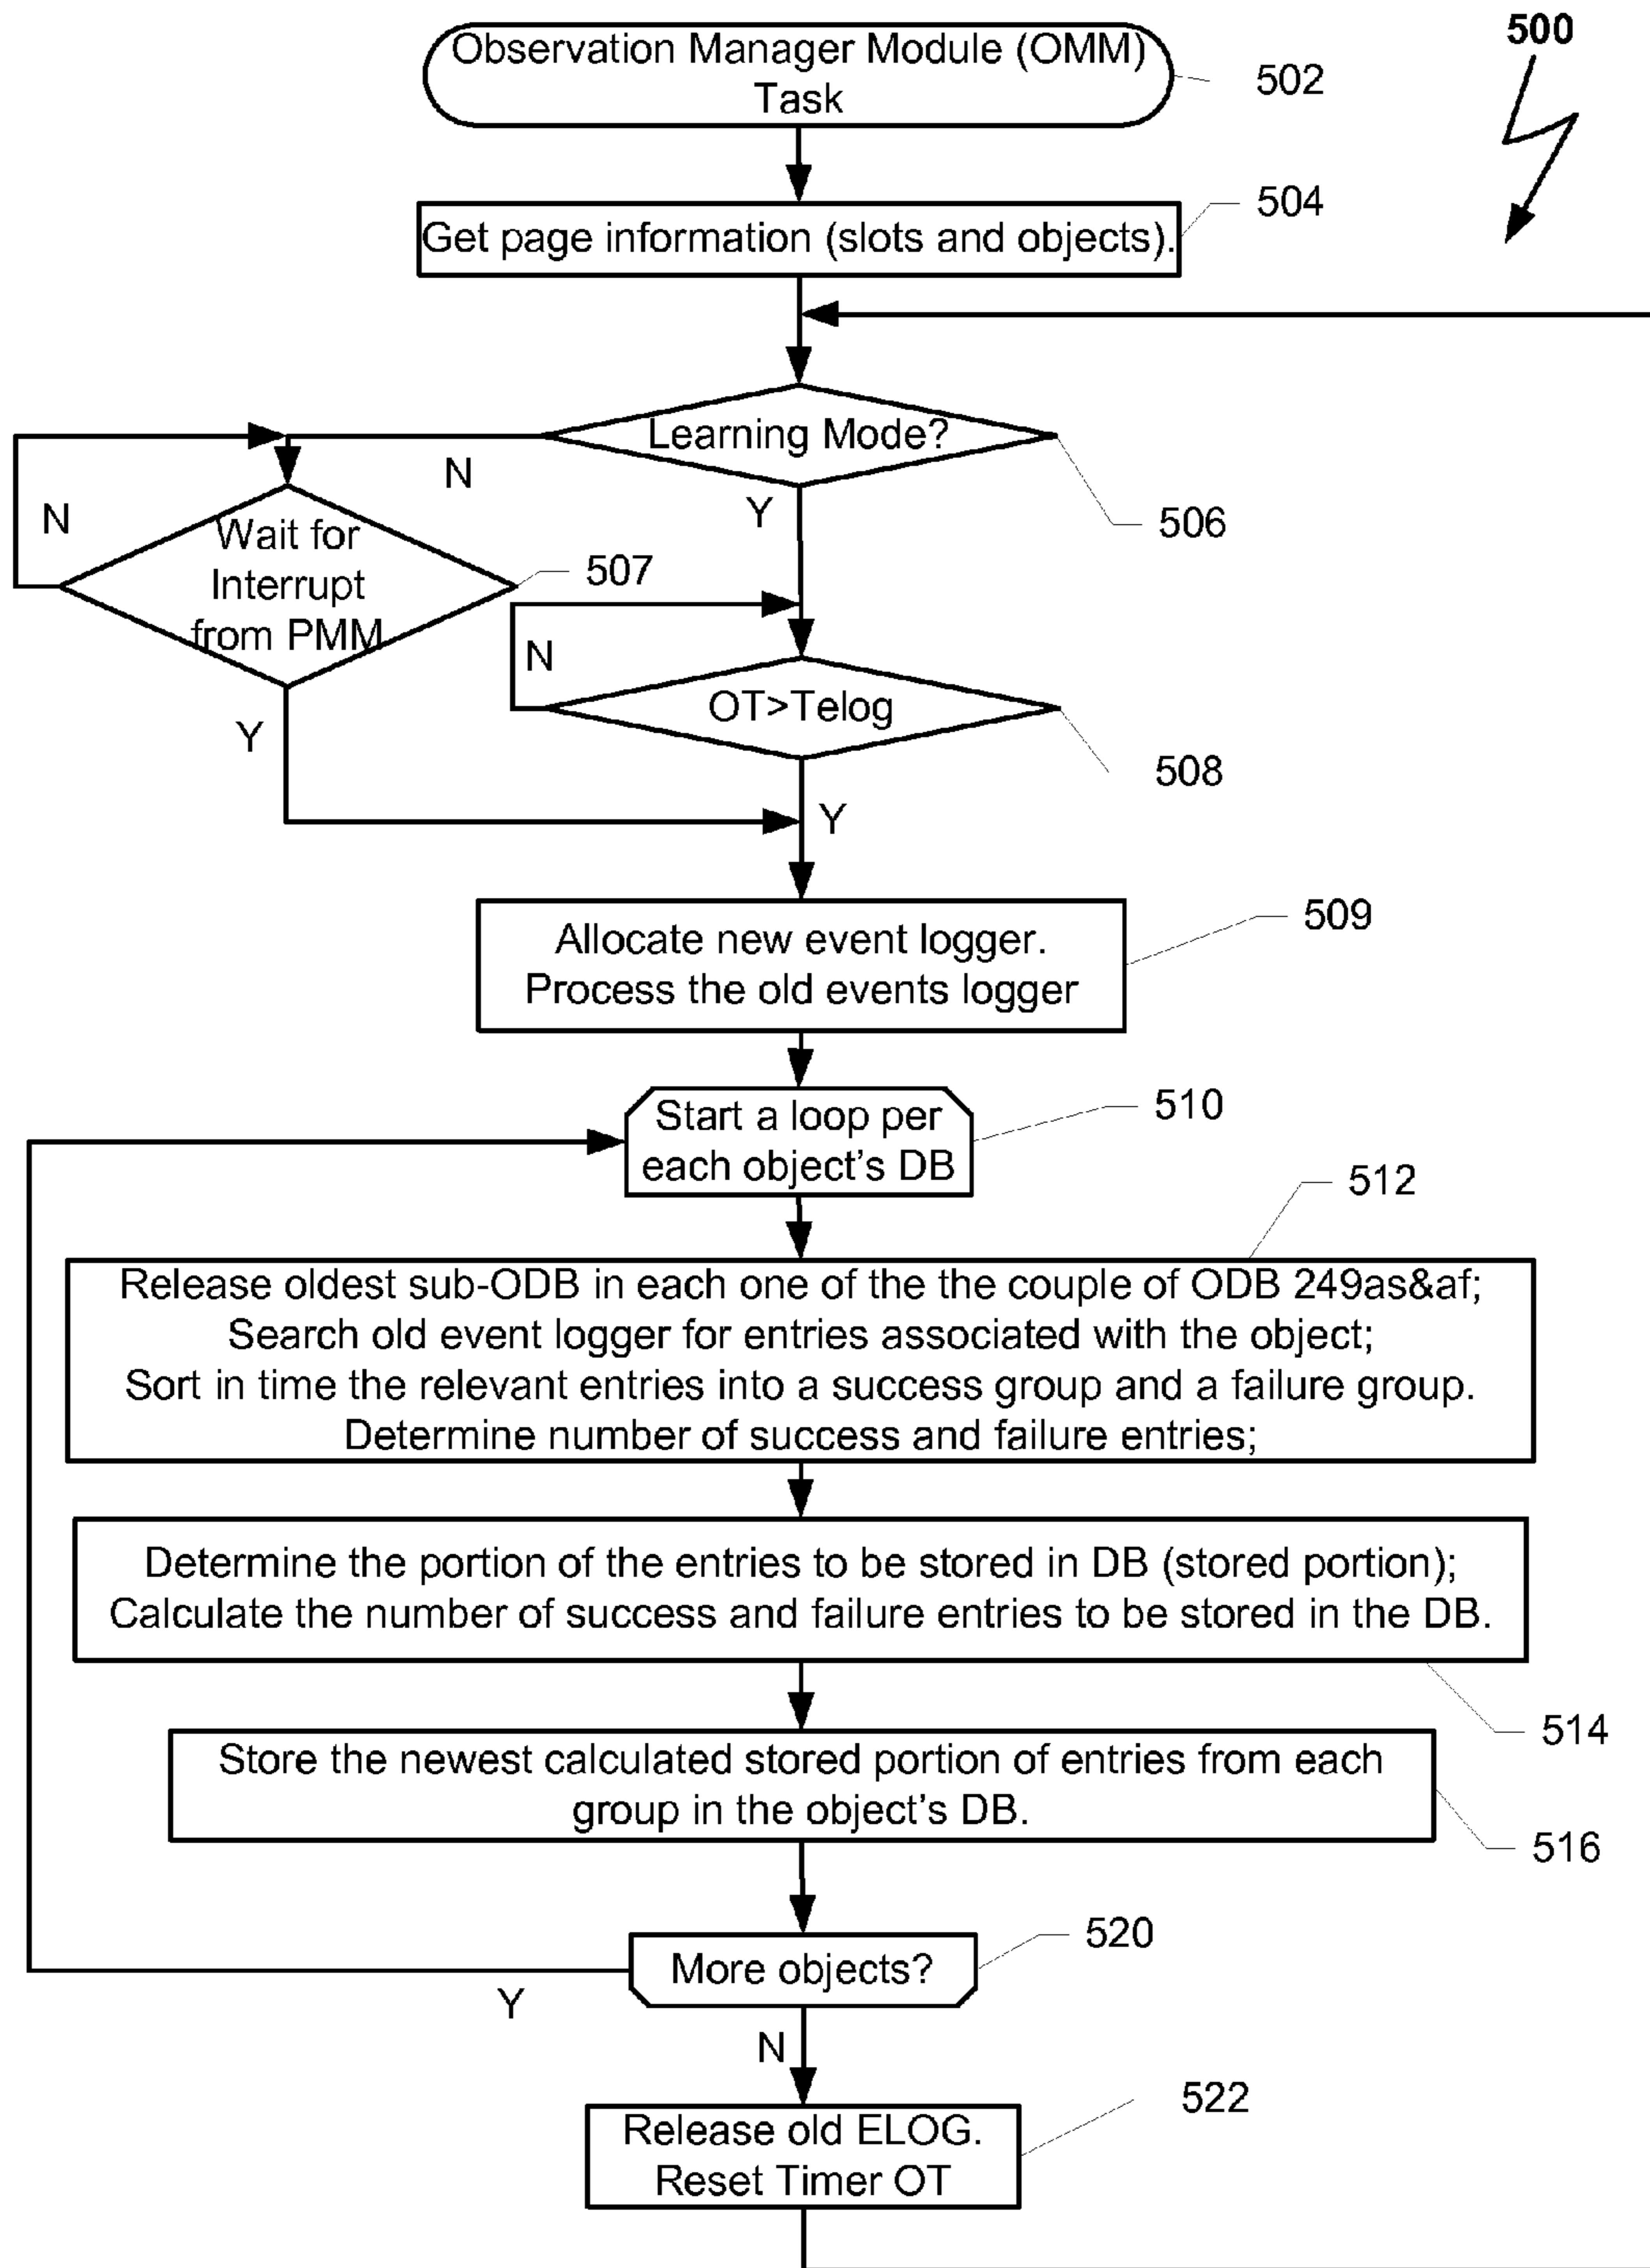 500
Observation Manager Module (OMM)
Task
502
504
Get page information (slots and objects).
Learning Mode?
N
Y
506
N
Wait for
Interrupt
from PMM
507
N
OT>Telog
508
Y
Y
509
Allocate new event logger.
Process the old events logger
510
Start a loop per
each object's DB
512
Release oldest sub-ODB in each one of the the couple of ODB 249as&af;
Search old event logger for entries associated with the object;
Sort in time the relevant entries into a success group and a failure group.
Determine number of success and failure entries;
Determine the portion of the entries to be stored in DB (stored portion);
Calculate the number of success and failure entries to be stored in the DB.
514
Store the newest calculated stored portion of entries from each
group in the object's DB.
516
520
More objects?
Y
N
522
Release old ELOG.
Reset Timer OT